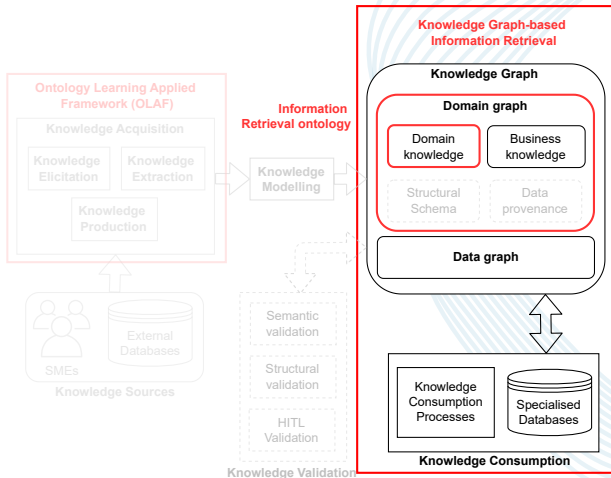 Knowledge Graph-based
Information Retrieval
Ontology Learning Applied
Framework (OLAF)
Knowledge Acquisition
Knowledge
Elicitation
Knowledge
Extraction
Knowledge
Production
SMEs
External
Databases
Knowledge Sources
Information
Retrieval ontology
Knowledge
Modelling
Semantic
validation
Structural
validation
HITL
Validation
Knowledge Validation
Knowledge Graph
Domain graph
Domain
knowledge
Business
knowledge
Structural
Schema
Data
provenance
Data graph
Knowledge
Consumption
Processes
Specialised
Databases
Knowledge Consumption